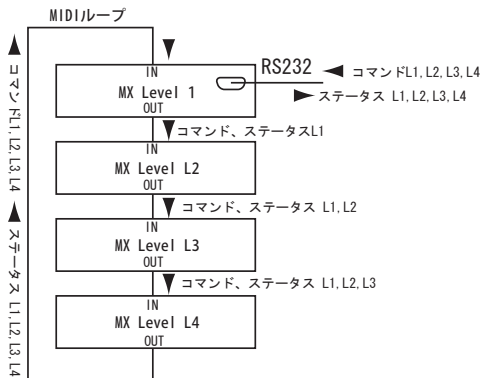 MIDIループ
IN
MX Level 1
OUT
RS232
コマンドL1, L2, L3, L4
ステータス L1, L2, L3, L4
コマンド、ステータスL1
IN
MX Level L2
OUT
コマンド、ステータス L1, L2
IN
MX Level L3
OUT
コマンド、ステータス L1, L2, L3
IN
MX Level L4
OUT
コマンドL1, L2, L3, L4
ステータス L1, L2, L3, L4